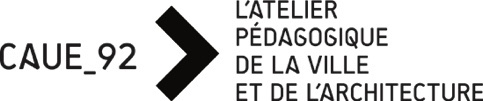 CAUE_92
L'ATELIER
PÉDAGOGIQUE
DE LA VILLE
ET DE L'ARCHITECTURE